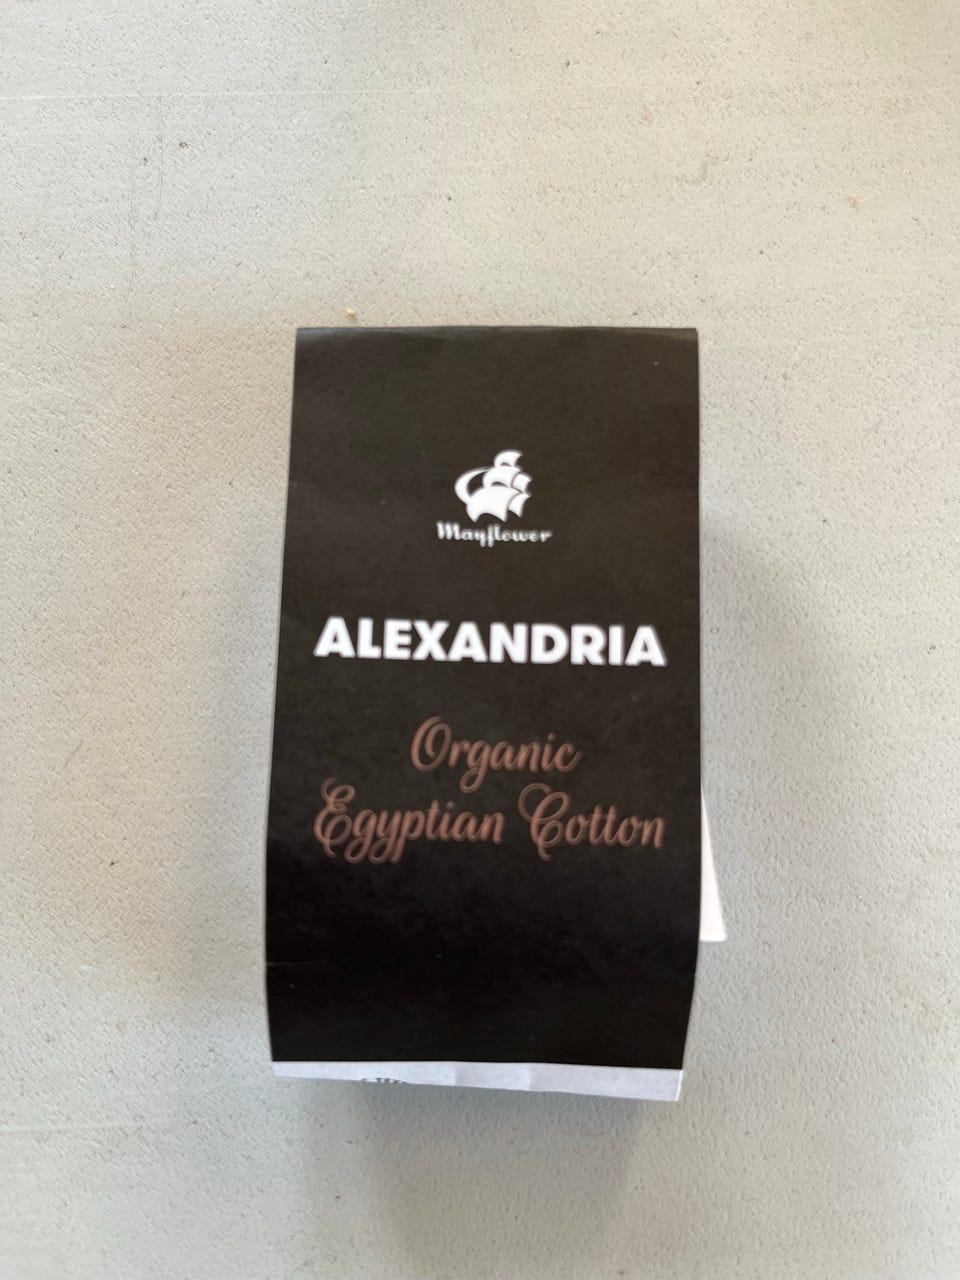 Mayflower
ALEXANDRIA
Organic
Egyptian Cotton